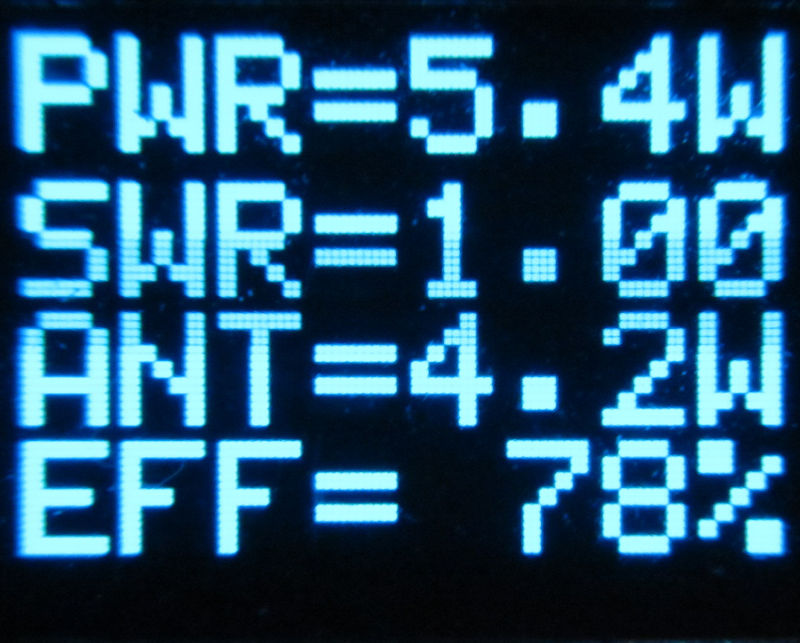 PWR=5.4W
SWR=1.00
ANT=4.2W
EFF= 78%